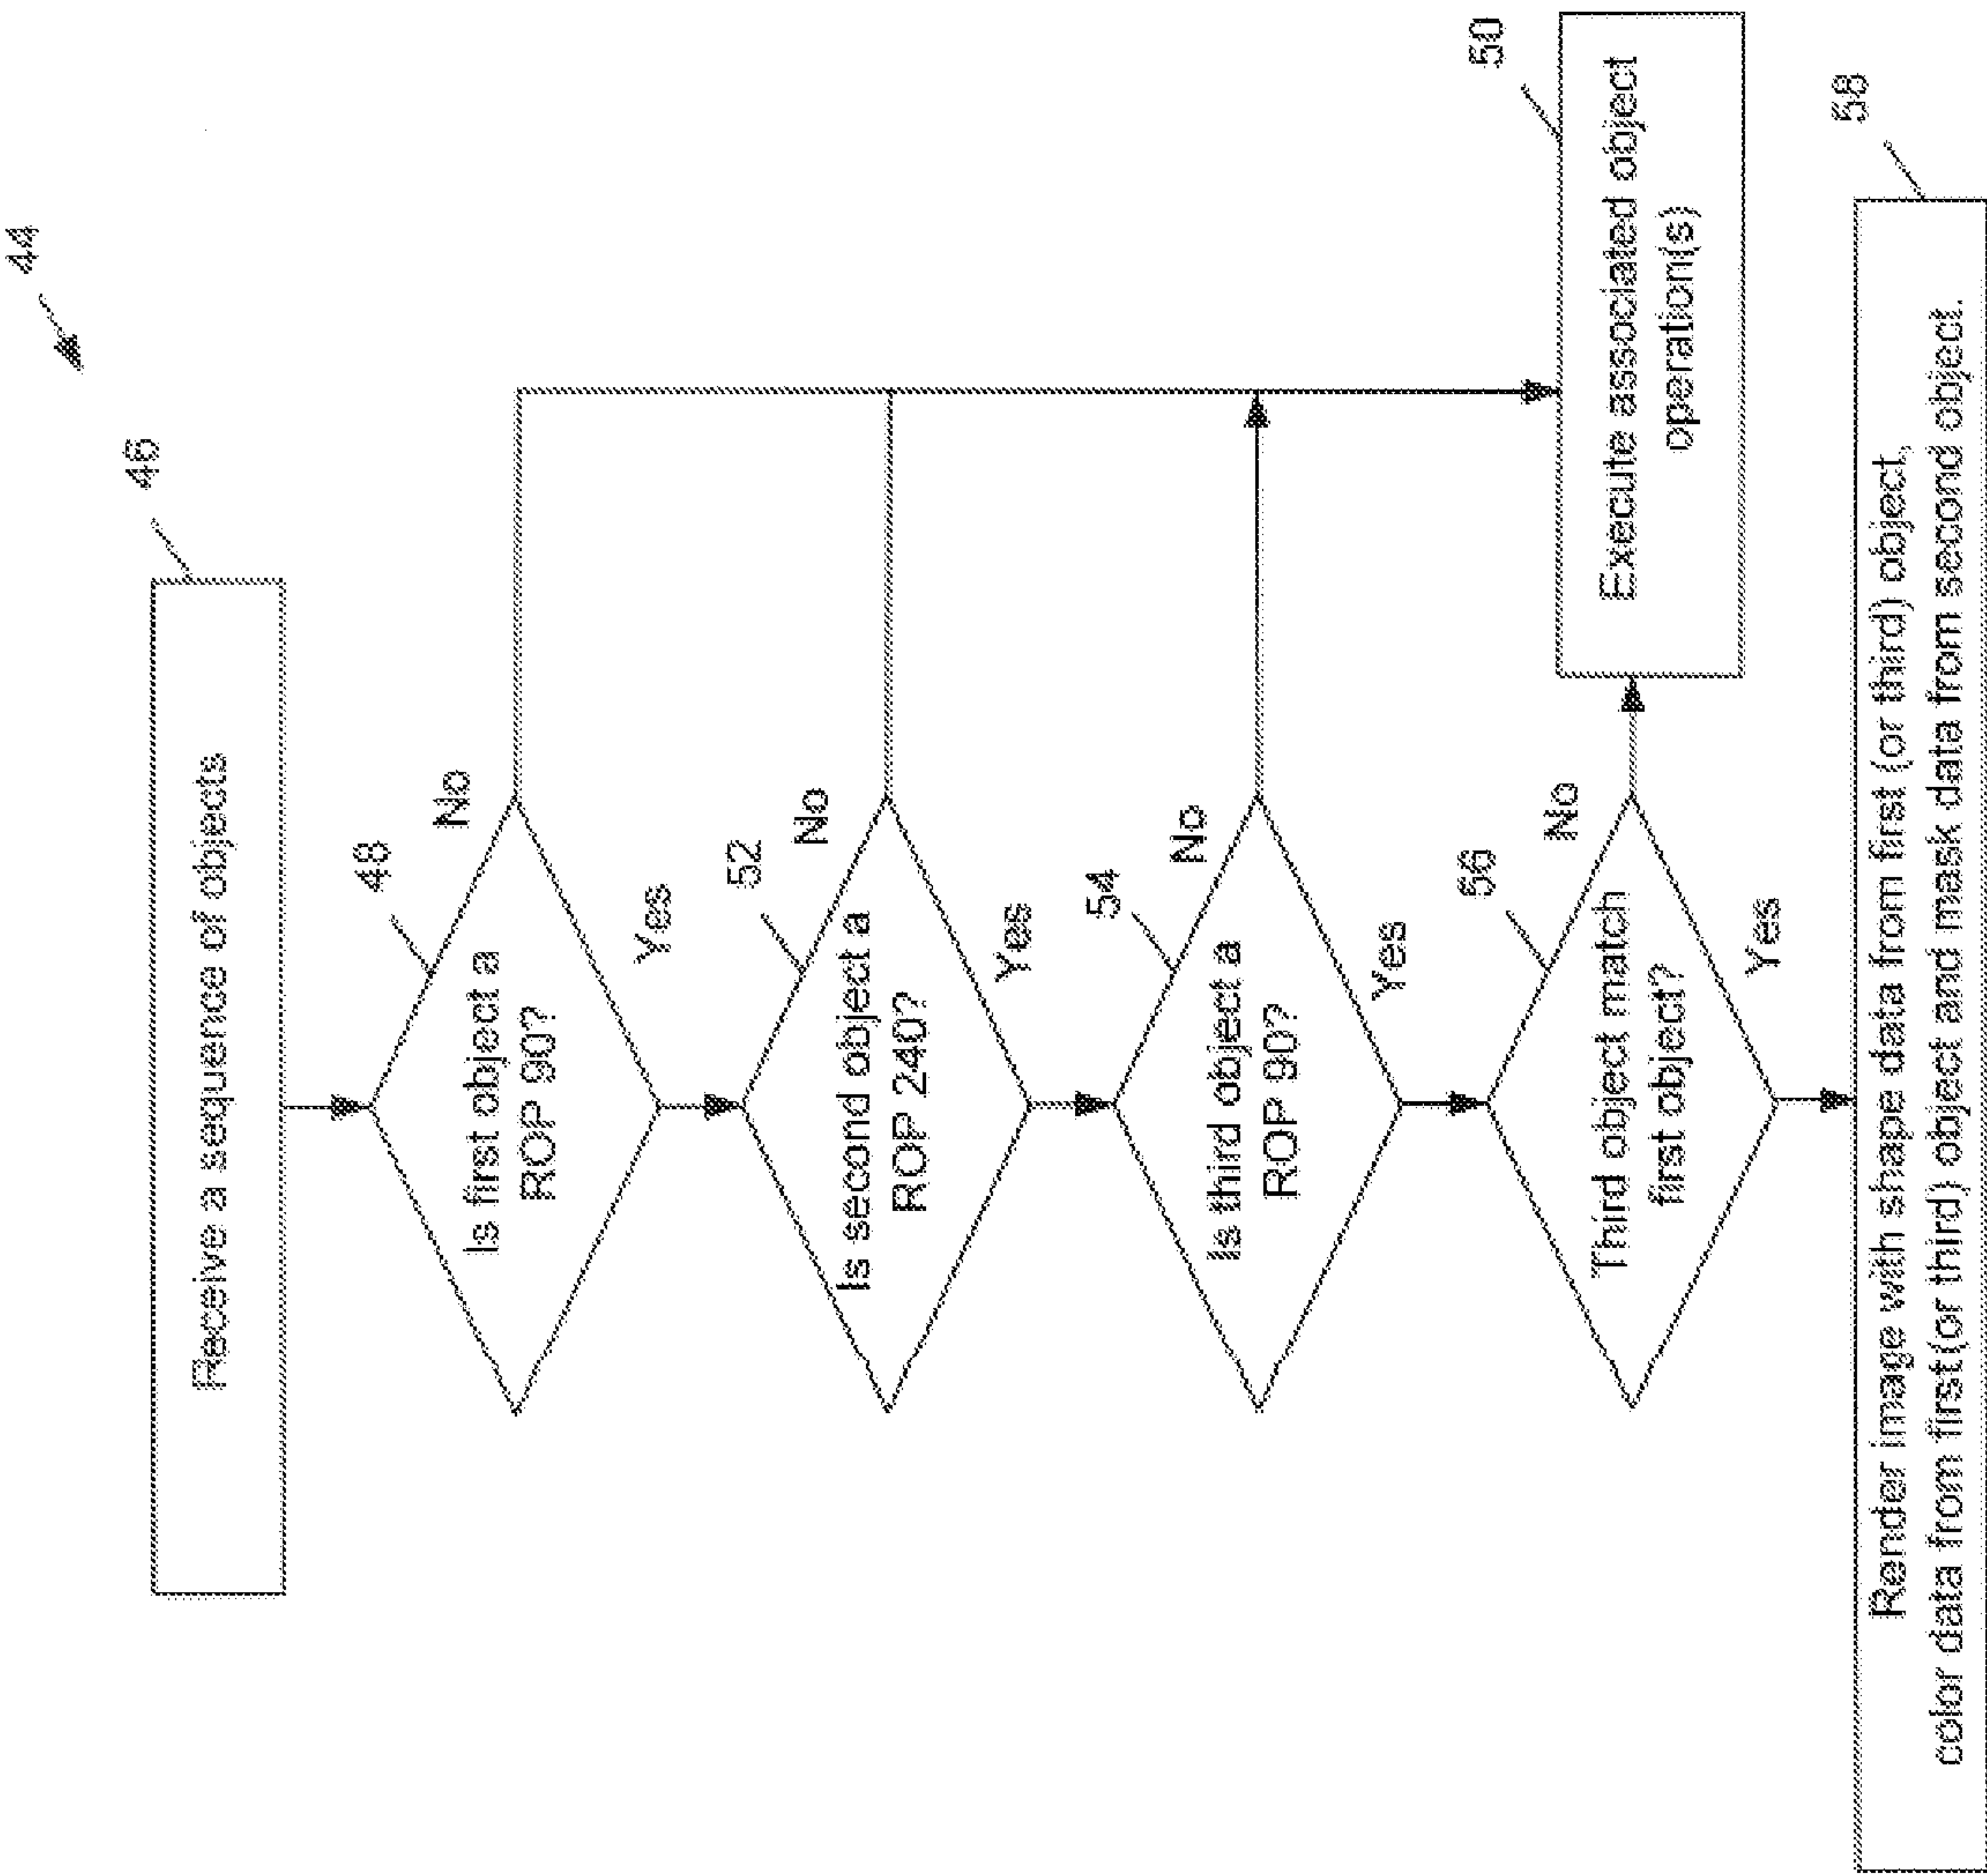 44
46
Receive a sequence of objects
48
Is first object a
ROP 90?
No
Yes
52
Is second object a
ROP 240?
No
Yes
54
Is third object a
ROP 90?
No
Yes
56
Third object match
first object?
No
Yes
50
Execute associated object
operation(s)
58
Render image with shape data from first (or third) object,
color data from first(or third) object and mask data from second object.